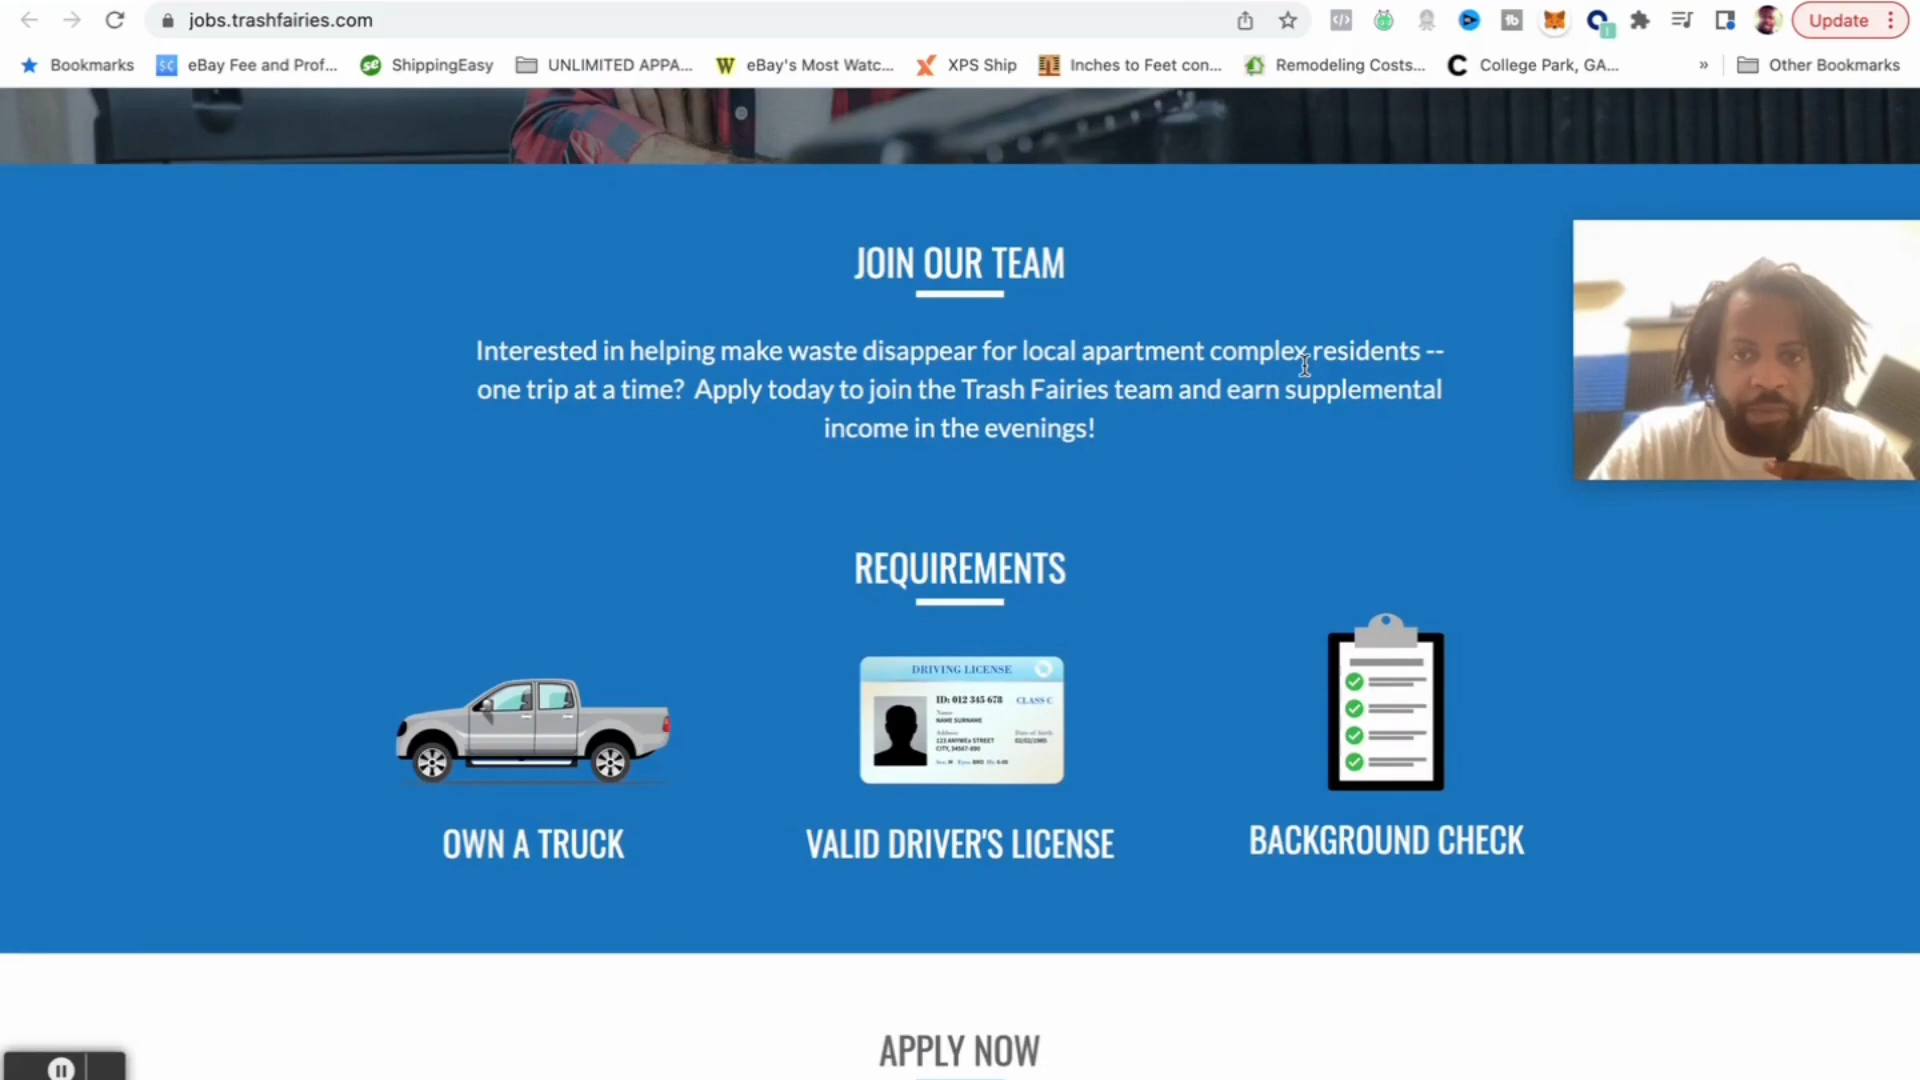 jobs.trashfairies.com
Update
Bookmarks
eBay Fee and Prof...
ShippingEasy
UNLIMITED APPA...
eBay's Most Watc...
XPS Ship
Inches to Feet con...
Remodeling Costs...
College Park, GA...
»
Other Bookmarks
JOIN OUR TEAM
Interested in helping make waste disappear for local apartment complex residents --
one trip at a time? Apply today to join the Trash Fairies team and earn supplemental
income in the evenings!
REQUIREMENTS
DRIVING LICENSE
ID: 012 345 678 CLASS C
Name
NAME SURNAME
Address
Date of birth
123 ANYWEa STREET
CITY, 34567-890
OWN A TRUCK
VALID DRIVER'S LICENSE
BACKGROUND CHECK
APPLY NOW